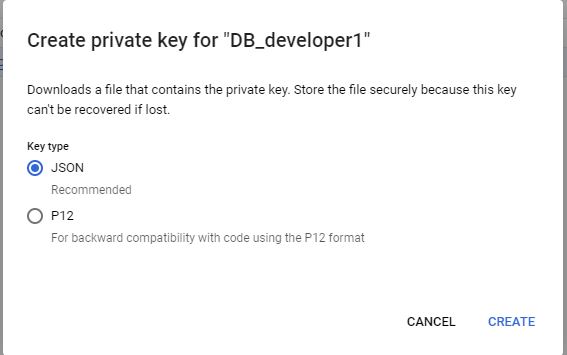 Create private key for "DB_developer1"
Downloads a file that contains the private key. Store the file securely because this key
can't be recovered if lost.
Key type
JSON
Recommended
P12
For backward compatibility with code using the P12 format
CANCEL CREATE